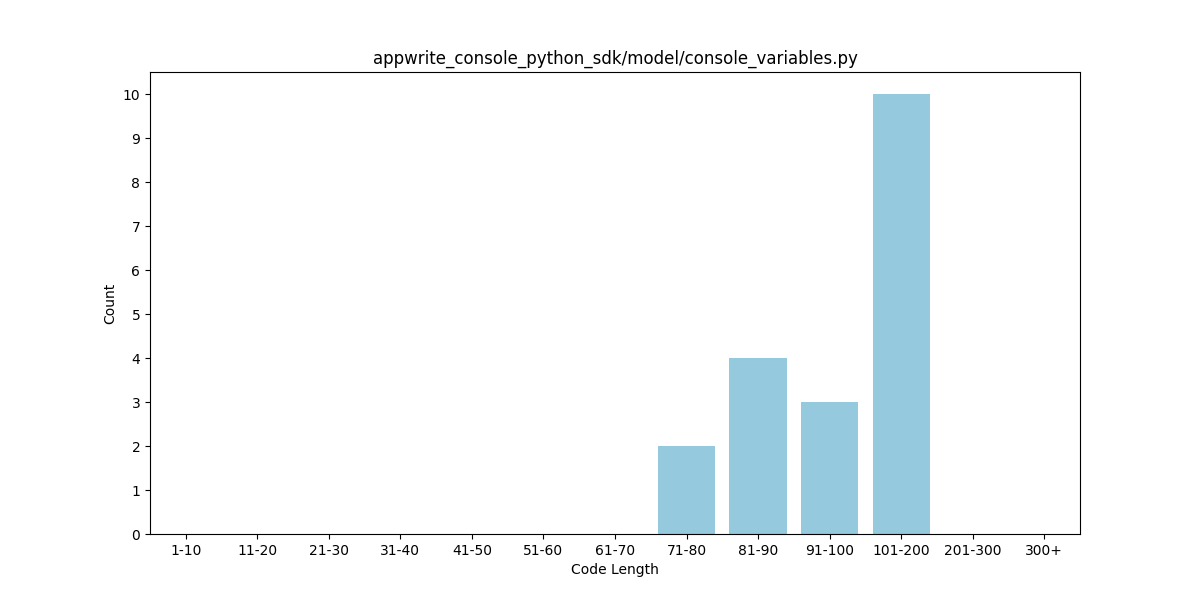 appwrite_console_python_sdk/model/console_variables.py
10
9
8
7
6
5
4
3
2
1
0
Count
1-10 11-20 21-30 31-40 41-50 51-60 61-70 71-80 81-90 91-100 101-200 201-300 300+
Code Length